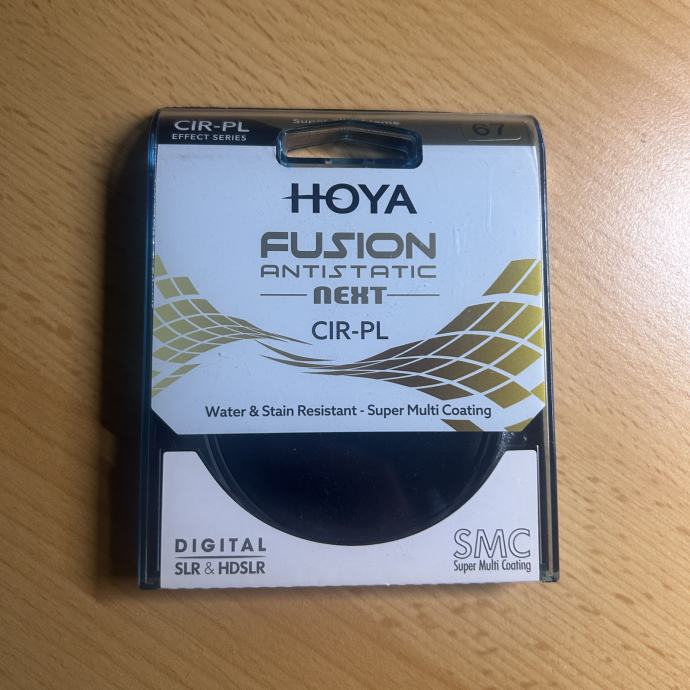 CIR-PL
EFFECT SERIES
67
HOYA
FUSION
ANTISTATIC
NEXT
CIR-PL
Water & Stain Resistant - Super Multi Coating
DIGITAL
SLR & HDSLR
SMC
Super Multi Coating